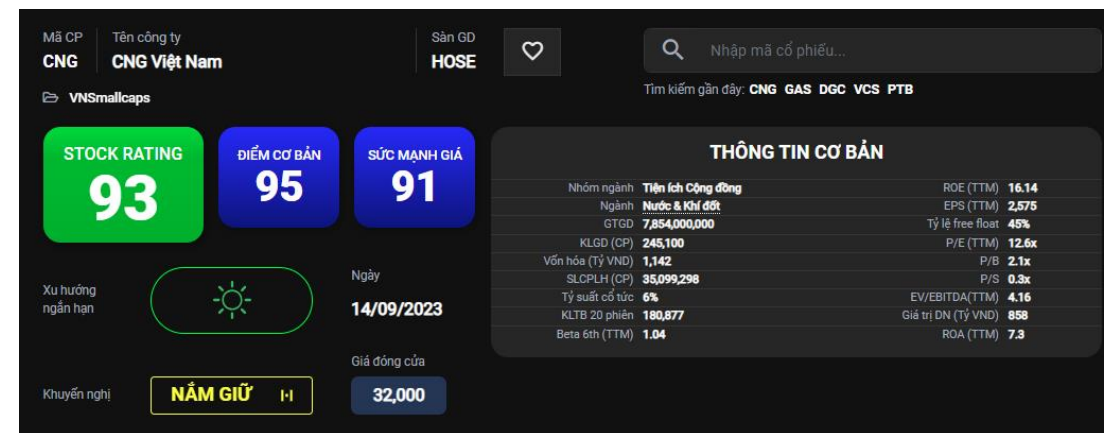 Mã CP Tên công ty Sàn GD
CNG CNG Việt Nam HOSE
Nhập mã cổ phiếu...
VNSmallcaps
Tìm kiếm gần đây: CNG GAS DGC VCS PTB
STOCK RATING
93
ĐIỂM CƠ BẢN
95
SỨC MẠNH GIÁ
91
Xu hướng
ngắn hạn
Ngày
14/09/2023
Giá đóng cửa
32,000
Khuyến nghị NẮM GIỮ
THÔNG TIN CƠ BẢN
Nhóm ngành Tiện ích Cộng đồng ROE (TTM) 16.14
Ngành Nước & Khí đốt EPS (TTM) 2,575
GTGD 7,854,000,000 Tỷ lệ free float 45%
KLGD (CP) 245,100 P/E (TTM) 12.6x
Vốn hóa (Tỷ VND) 1,142 P/B 2.1x
SLCPLH (CP) 35,099,298 P/S 0.3x
Tỷ suất cổ tức 6% EV/EBITDA(TTM) 4.16
KLTB 20 phiên 180,877 Giá trị DN (Tỷ VND) 858
Beta 6th (TTM) 1.04 ROA (TTM) 7.3